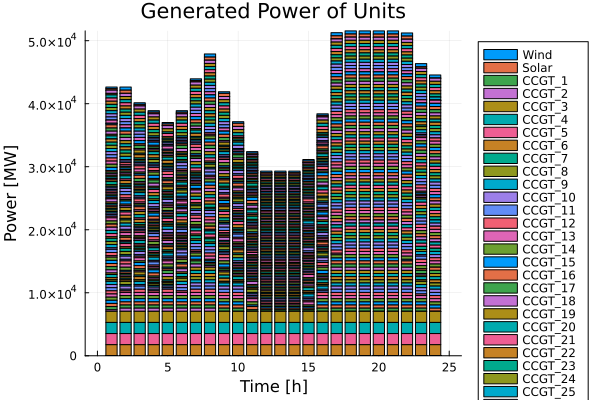 Generated Power of Units
Power [MW]
5.0×10⁴
4.0×10⁴
3.0×10⁴
2.0×10⁴
1.0×10⁴
0
0 5 10 15 20 25
Time [h]
Wind
Solar
CCGT_1
CCGT_2
CCGT_3
CCGT_4
CCGT_5
CCGT_6
CCGT_7
CCGT_8
CCGT_9
CCGT_10
CCGT_11
CCGT_12
CCGT_13
CCGT_14
CCGT_15
CCGT_16
CCGT_17
CCGT_18
CCGT_19
CCGT_20
CCGT_21
CCGT_22
CCGT_23
CCGT_24
CCGT_25